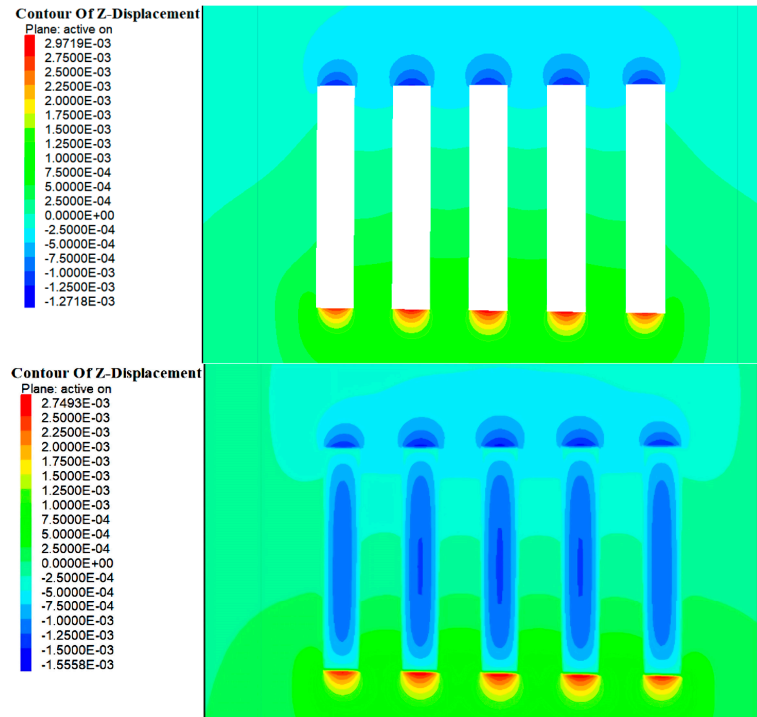 Contour Of Z-Displacement
Plane: active on
2.9719E-03
2.7500E-03
2.5000E-03
2.2500E-03
2.0000E-03
1.7500E-03
1.5000E-03
1.2500E-03
1.0000E-03
7.5000E-04
5.0000E-04
2.5000E-04
0.0000E+00
-2.5000E-04
-5.0000E-04
-7.5000E-04
-1.0000E-03
-1.2500E-03
-1.2718E-03
Contour Of Z-Displacement
Plane: active on
2.7493E-03
2.5000E-03
2.2500E-03
2.0000E-03
1.7500E-03
1.5000E-03
1.2500E-03
1.0000E-03
7.5000E-04
5.0000E-04
2.5000E-04
0.0000E+00
-2.5000E-04
-5.0000E-04
-7.5000E-04
-1.0000E-03
-1.2500E-03
-1.5000E-03
-1.5558E-03